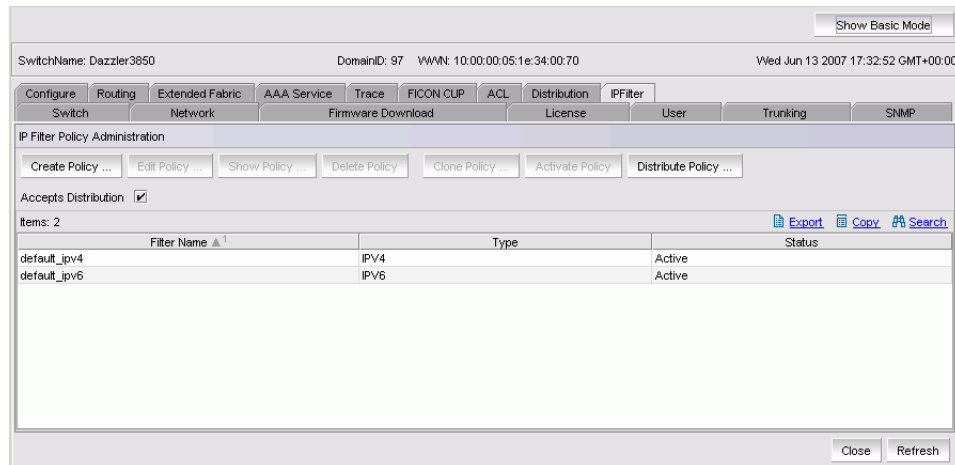 Show Basic Mode
SwitchName: Dazzler3850 DomainID: 97 WWN: 10:00:00:05:1e:34:00:70 Wed Jun 13 2007 17:32:52 GMT+00:00
Configure Routing Extended Fabric AAA Service Trace FICON CUP ACL Distribution IPFilter
Switch Network Firmware Download License User Trunking SNMP
IP Filter Policy Administration
Create Policy ... Edit Policy ... Show Policy ... Delete Policy Clone Policy ... Activate Policy Distribute Policy ...
Accepts Distribution
Items: 2 Export Copy Search
Filter Name 1 Type Status
default_ipv4 IPV4 Active
default_ipv6 IPV6 Active
Close Refresh